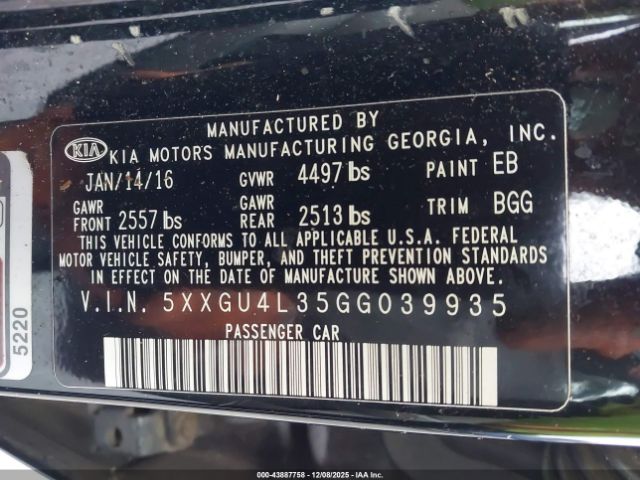 MANUFACTURED BY
KIA KIA MOTORS MANUFACTURING GEORGIA, INC.
JAN/14/16 GVWR 4497 lbs PAINT EB
GAWR FRONT 2557 lbs GAWR REAR 2513 lbs TRIM BGG
THIS VEHICLE CONFORMS TO ALL APPLICABLE U.S.A. FEDERAL
MOTOR VEHICLE SAFETY, BUMPER, AND THEFT PREVENTION STANDARDS
IN EFFECT ON THE DATE OF MANUFACTURE SHOWN ABOVE.
V.I.N. 5XXGU4L35GG039935
PASSENGER CAR
5220
000-43887758 - 12/08/2025 - IAA Inc.